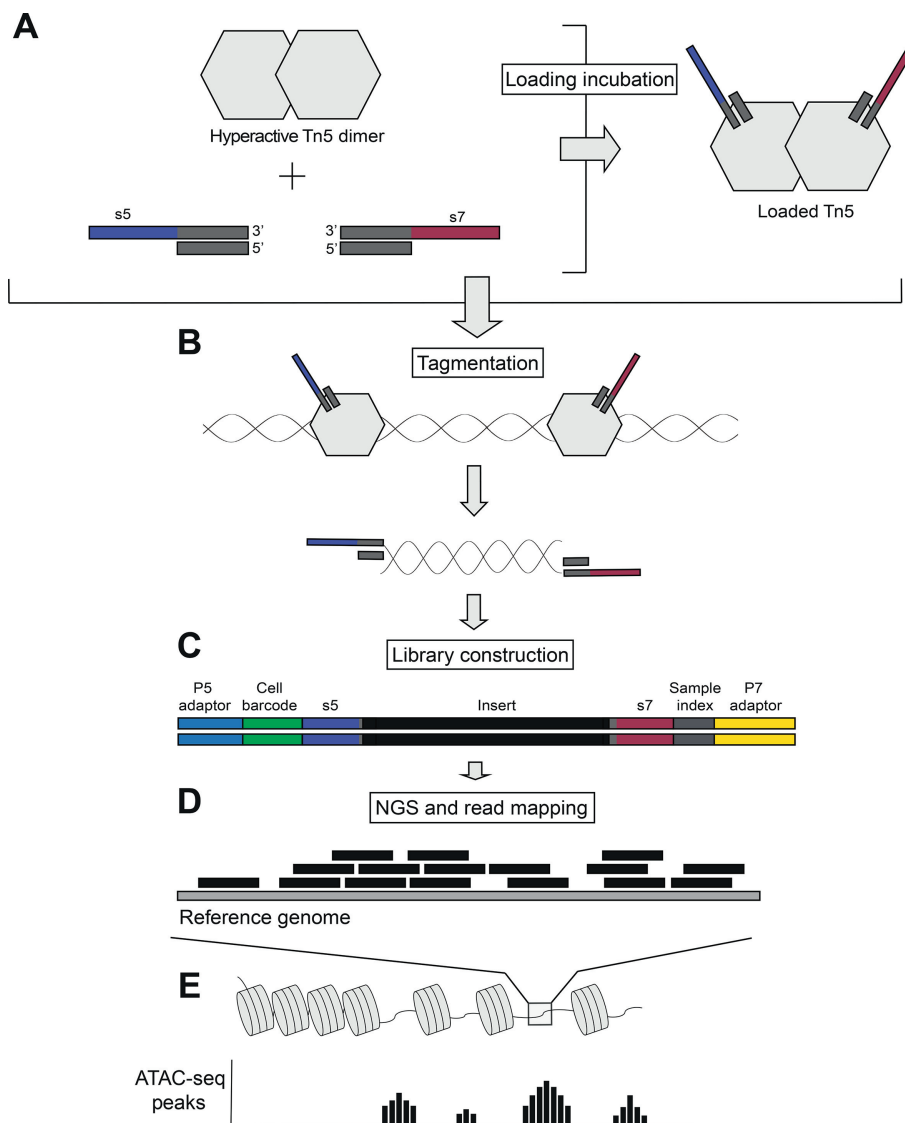 A
Loading incubation
Hyperactive Tn5 dimer
s5
3’
5’
3’
5’
s7
Loaded Tn5
B
Tagmentation
C
Library construction
P5
adaptor
Cell
barcode
s5
Insert
s7
Sample
index
P7
adaptor
D
NGS and read mapping
Reference genome
E
ATAC-seq
peaks